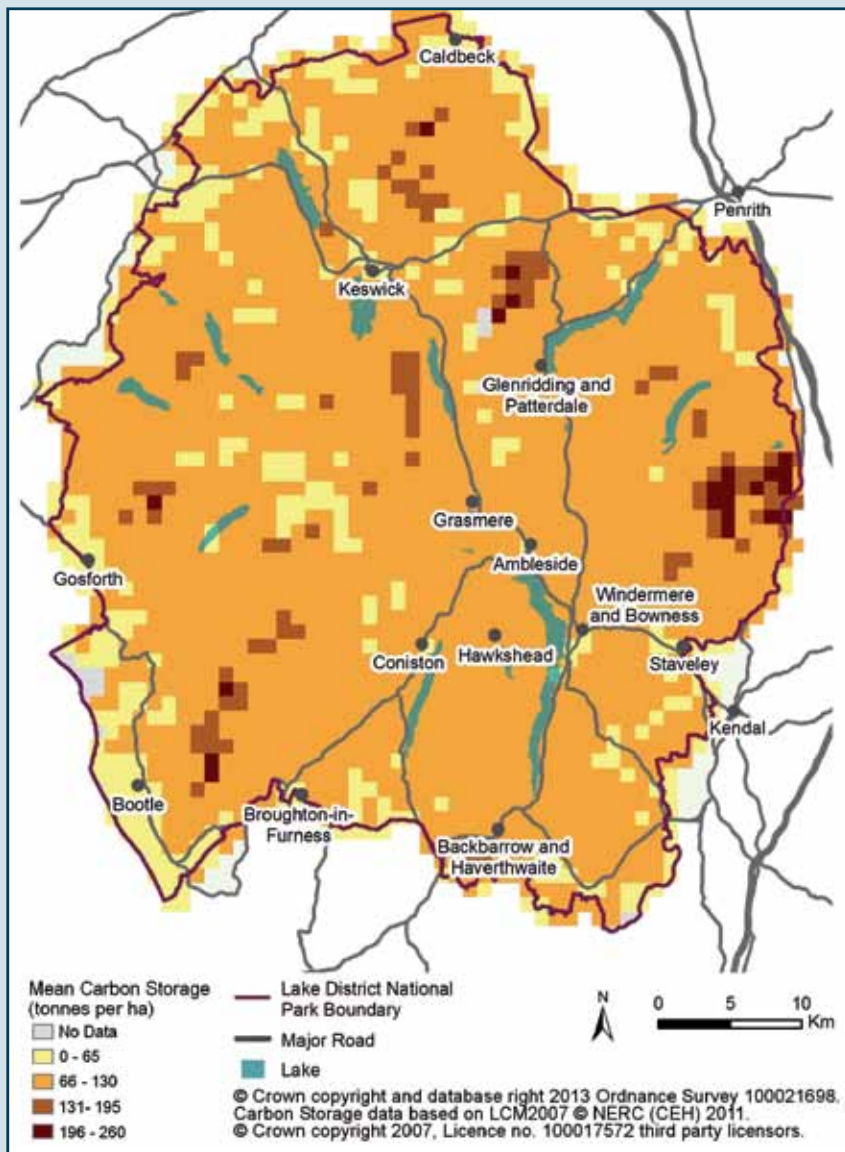 Caldbeck
Penrith
Keswick
Glenridding and
Patterdale
Grasmere
Ambleside
Gosforth
Windermere
and Bowness
Coniston
Hawkshead
Staveley
Kendal
Bootle
Broughton-in-
Furness
Backbarrow and
Haverthwaite
Mean Carbon Storage
(tonnes per ha)
No Data
0 - 65
66 - 130
131- 195
196 - 260
Lake District National
Park Boundary
Major Road
Lake
N
0 5 10
Km
© Crown copyright and database right 2013 Ordnance Survey 100021698.
Carbon Storage data based on LCM2007 © NERC (CEH) 2011.
© Crown copyright 2007, Licence no. 100017572 third party licensors.